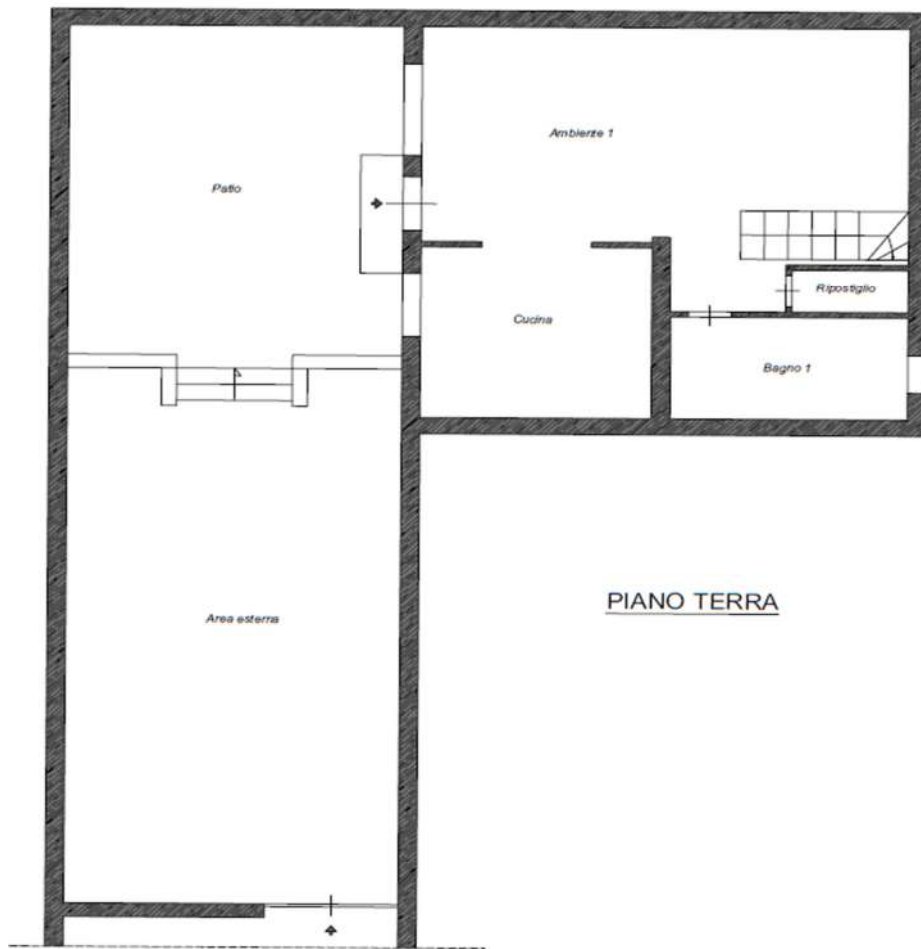 Ambiente 1
Patio
Ripostiglio
Cucina
Bagno 1
PIANO TERRA
Area esterna